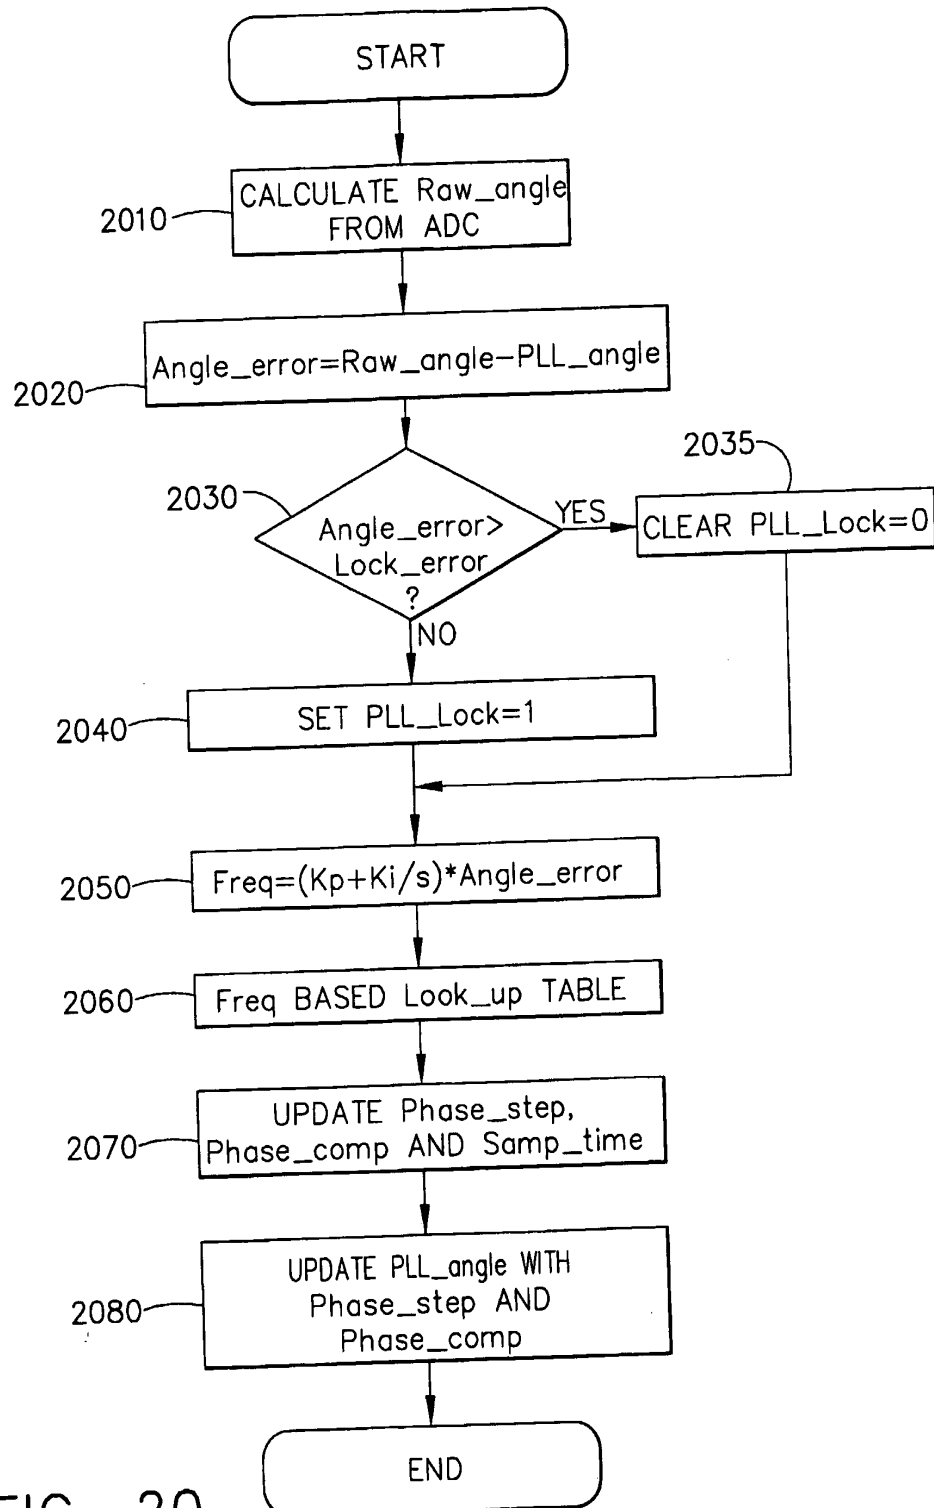 START
2010
CALCULATE Raw_angle
FROM ADC
2020
Angle_error=Raw_angle-PLL_angle
2030
Angle_error>
Lock_error
?
YES
2035
CLEAR PLL_Lock=0
NO
2040
SET PLL_Lock=1
2050
Freq=(Kp+Ki/s)*Angle_error
2060
Freq BASED Look_up TABLE
2070
UPDATE Phase_step,
Phase_comp AND Samp_time
2080
UPDATE PLL_angle WITH
Phase_step AND
Phase_comp
END
FIG. 20